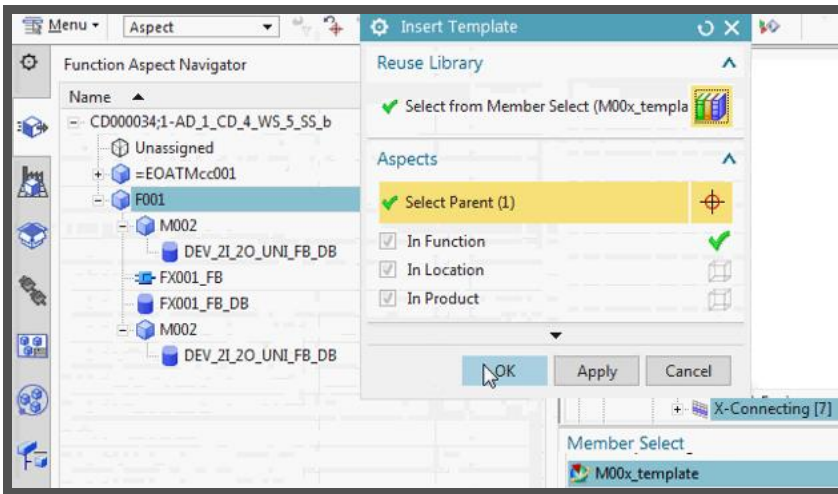 Menu
Aspect
Function Aspect Navigator
Name
CD000034;1-AD_1_CD_4_WS_5_SS_b
Unassigned
=EOATMcc001
F001
M002
DEV_2I_2O_UNI_FB_DB
FX001_FB
FX001_FB_DB
M002
DEV_2I_2O_UNI_FB_DB
Insert Template
Reuse Library
Select from Member Select (M00x_templa
Aspects
Select Parent (1)
In Function
In Location
In Product
OK Apply Cancel
X-Connecting [7]
Member Select
M00x_template